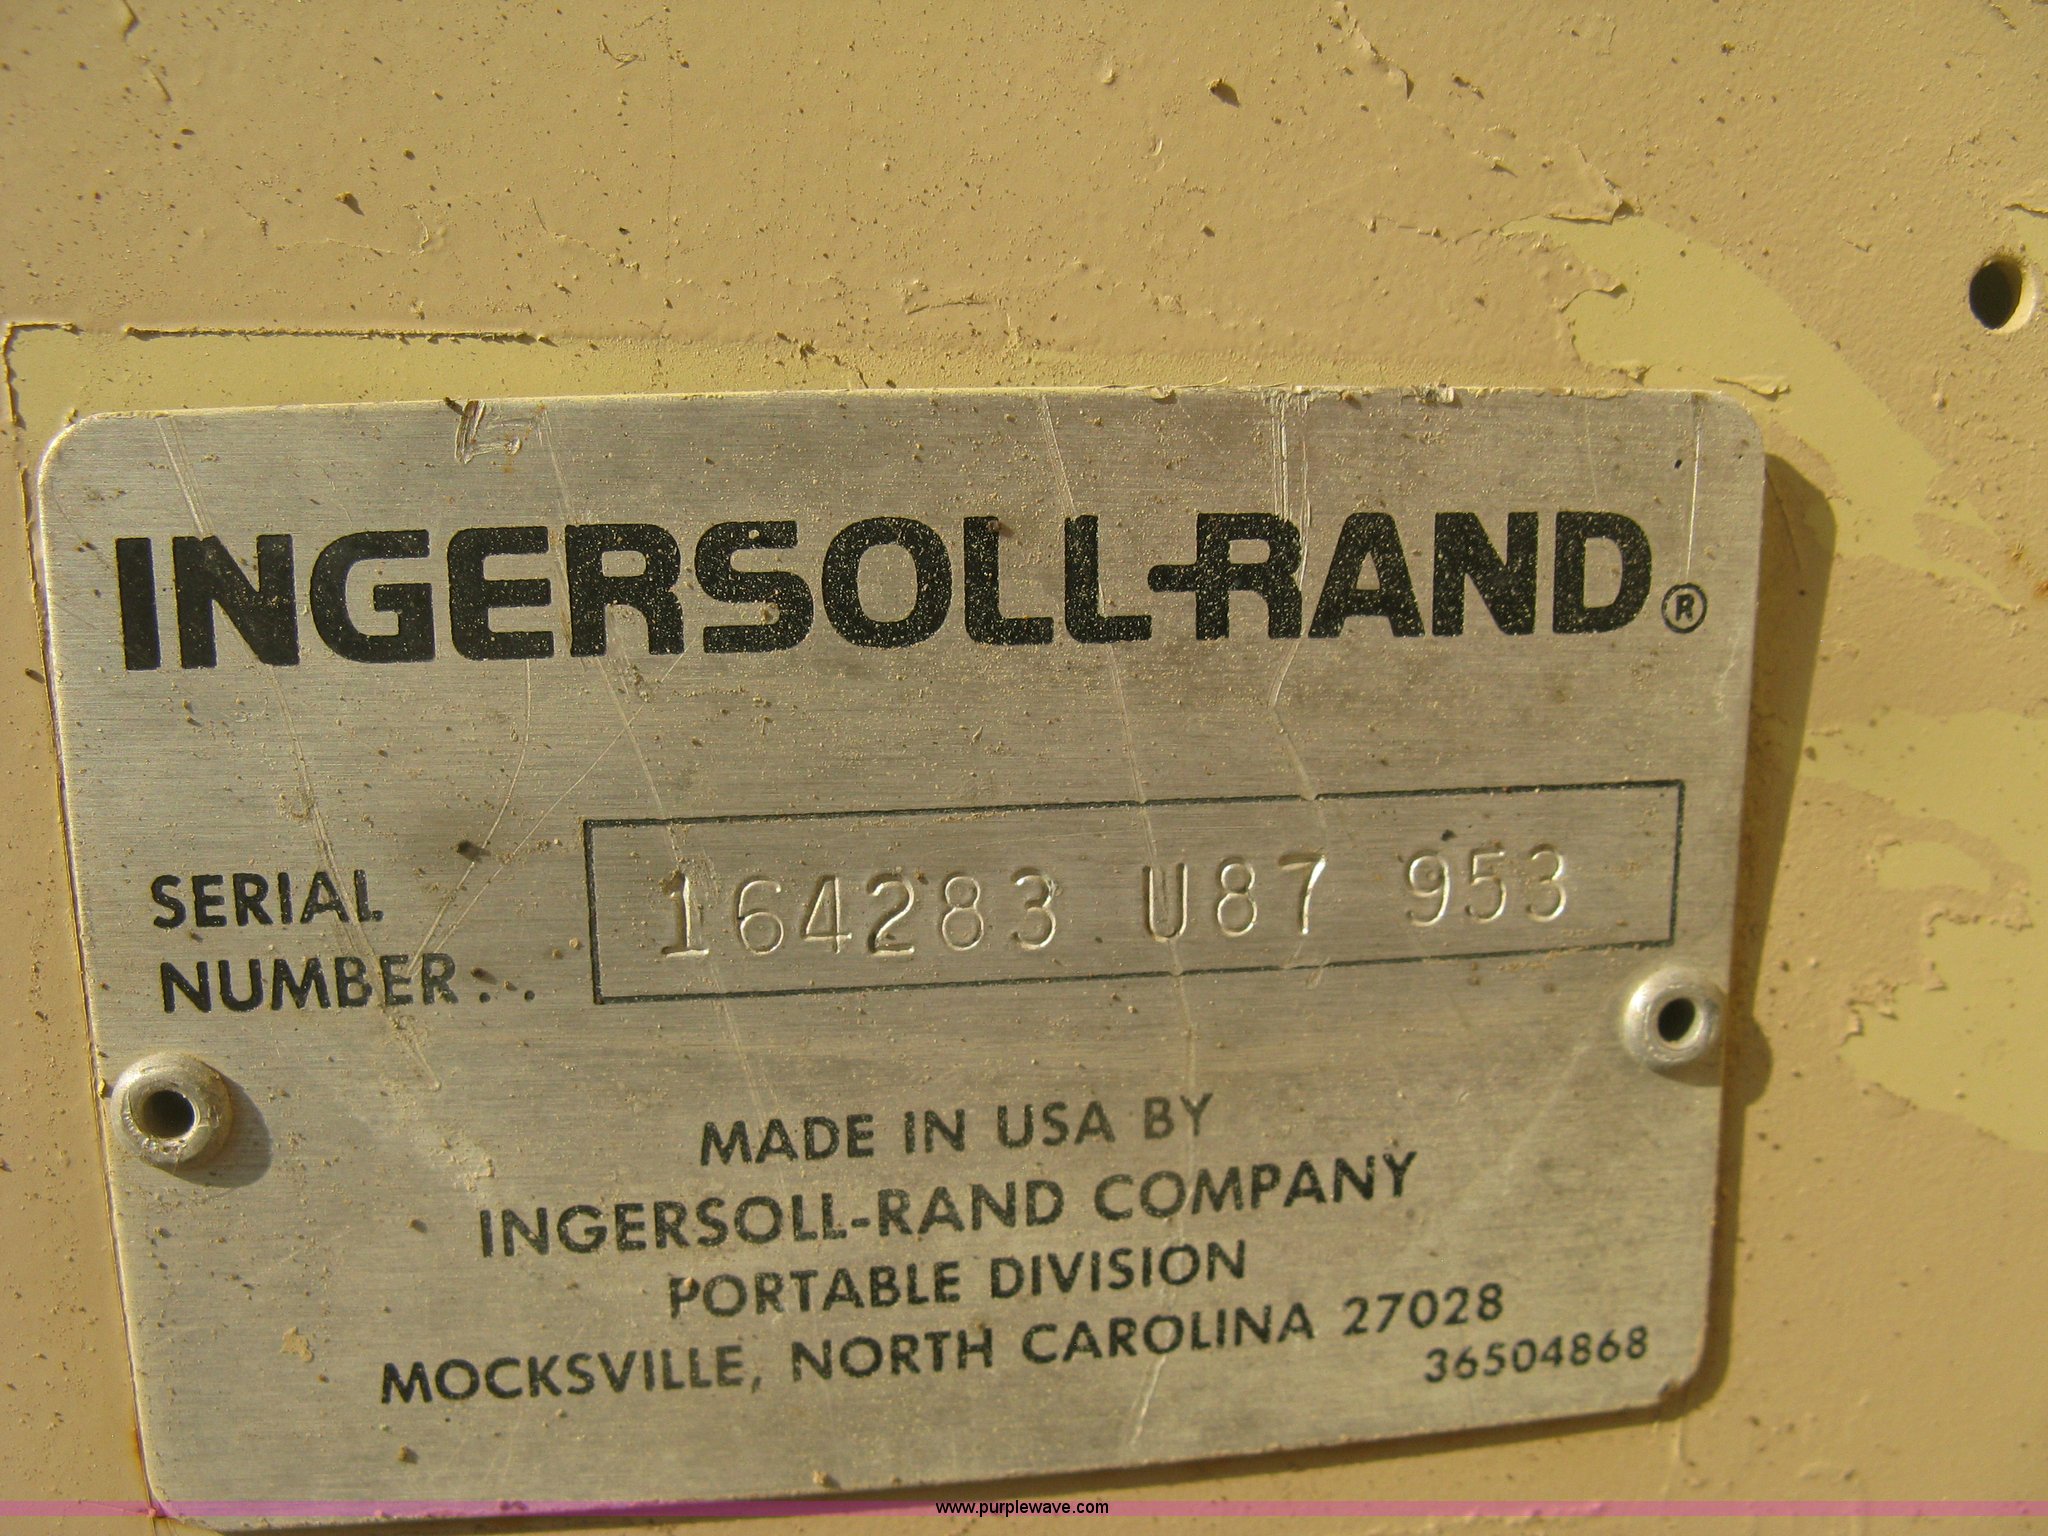 INGERSOLL-RAND®
SERIAL
NUMBER...
164283 U87 953
MADE IN USA BY
INGERSOLL-RAND COMPANY
PORTABLE DIVISION
MOCKSVILLE, NORTH CAROLINA 27028
36504868
www.purplewave.com